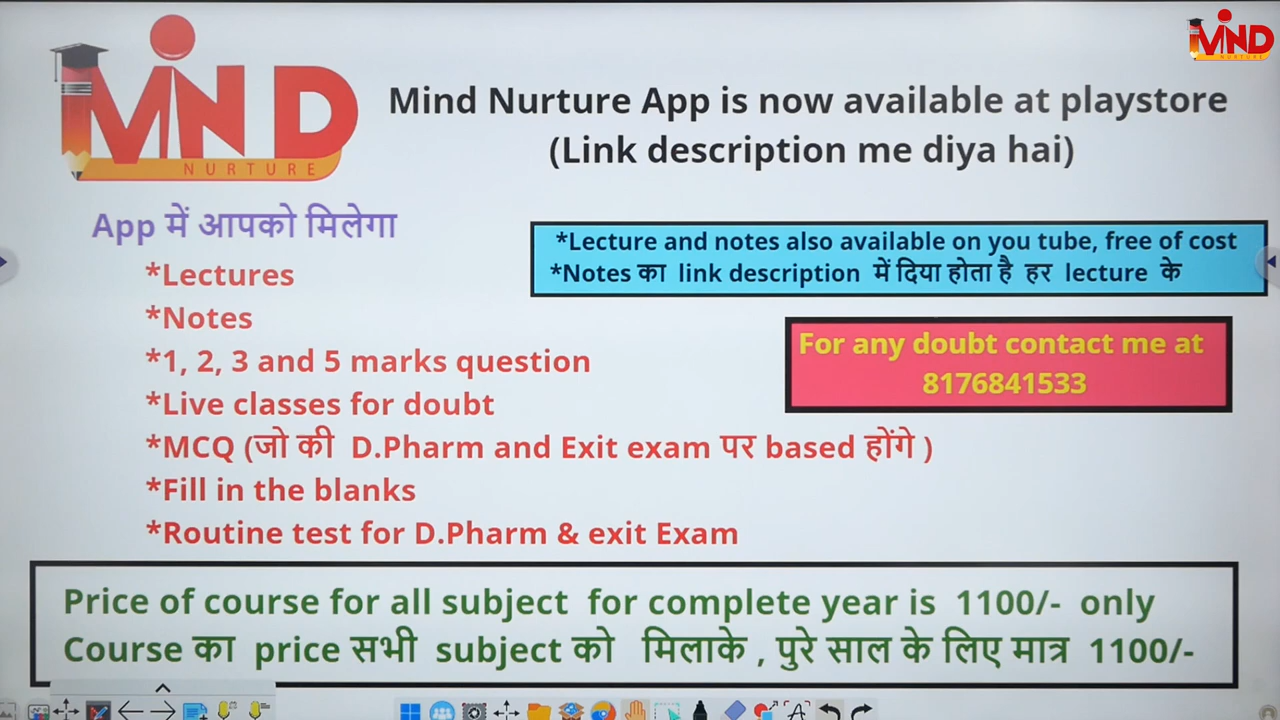 MIND
NURTURE
MIND
NURTURE
Mind Nurture App is now available at playstore
(Link description me diya hai)
App में आपको मिलेगा
*Lectures
*Notes
*1, 2, 3 and 5 marks question
*Live classes for doubt
*MCQ (जो की D.Pharm and Exit exam पर based होंगे )
*Fill in the blanks
*Routine test for D.Pharm & exit Exam
*Lecture and notes also available on you tube, free of cost
*Notes का link description में दिया होता है हर lecture के
For any doubt contact me at
8176841533
Price of course for all subject for complete year is 1100/- only
Course का price सभी subject को मिलाके , पुरे साल के लिए मात्र 1100/-